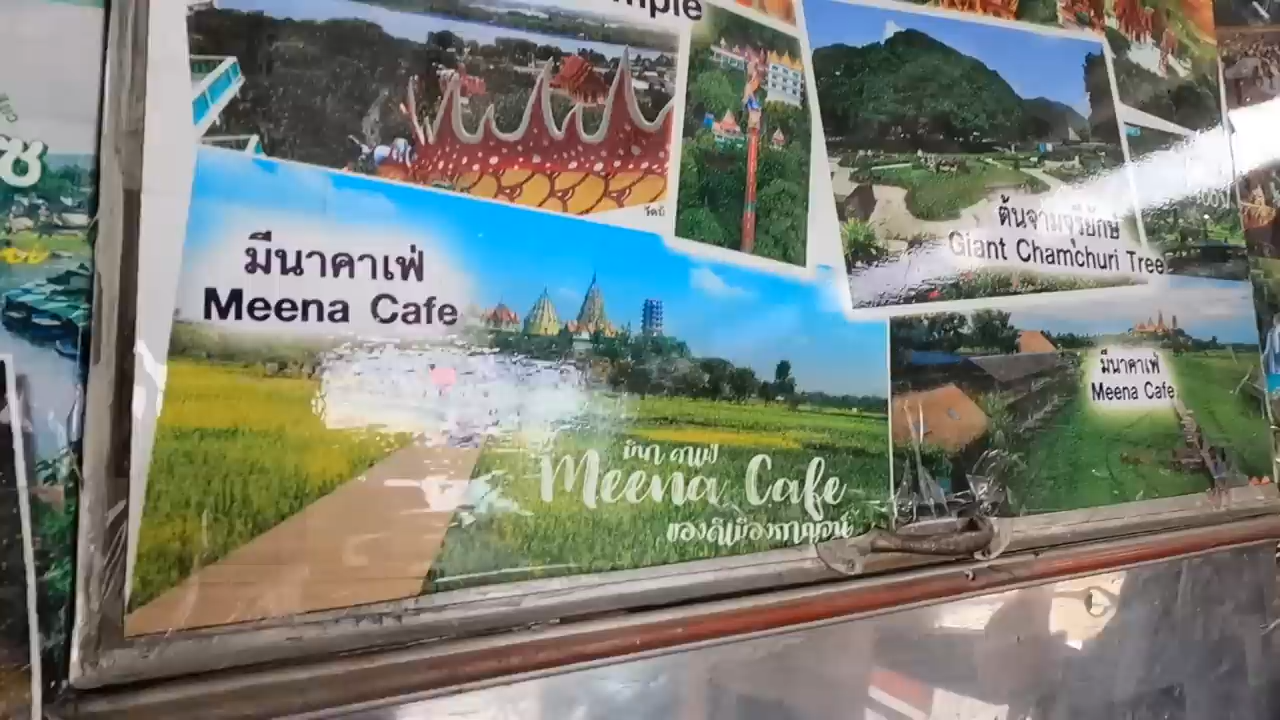 มีนาคาเฟ่
Meena Cafe
ต้นจามจุรียักษ์
Giant Chamchuri Tree
มีนาคาเฟ่
Meena Cafe
Meena Cafe
ของดีเมืองกาญจน์